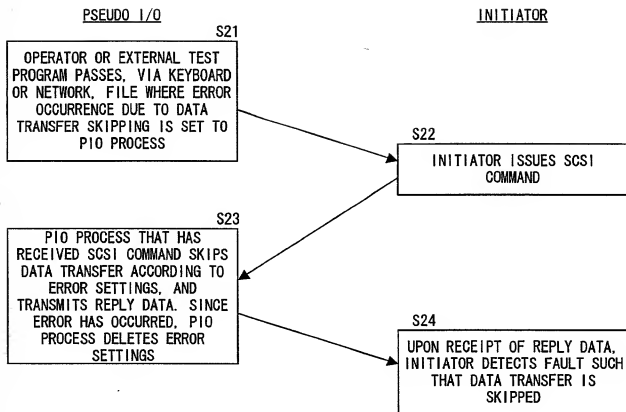 PSEUDO I/O
INITIATOR
S21
OPERATOR OR EXTERNAL TEST
PROGRAM PASSES, VIA KEYBOARD
OR NETWORK, FILE WHERE ERROR
OCCURRENCE DUE TO DATA
TRANSFER SKIPPING IS SET TO
PIO PROCESS
S22
INITIATOR ISSUES SCSI
COMMAND
S23
PIO PROCESS THAT HAS
RECEIVED SCSI COMMAND SKIPS
DATA TRANSFER ACCORDING TO
ERROR SETTINGS, AND
TRANSMITS REPLY DATA. SINCE
ERROR HAS OCCURRED, PIO
PROCESS DELETES ERROR
SETTINGS
S24
UPON RECEIPT OF REPLY DATA,
INITIATOR DETECTS FAULT SUCH
THAT DATA TRANSFER IS
SKIPPED